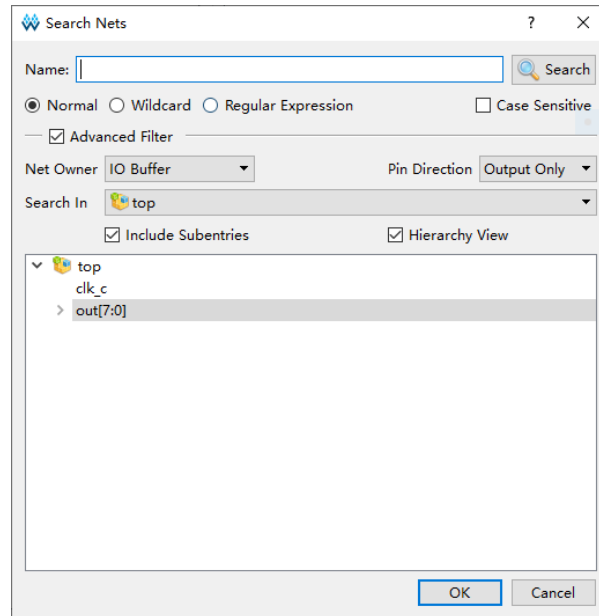 Search Nets ? ×
Name: Search
Normal Wildcard Regular Expression Case Sensitive
Advanced Filter
Net Owner IO Buffer Pin Direction Output Only
Search In top
Include Subentries Hierarchy View
top
clk_c
out[7:0]
OK Cancel